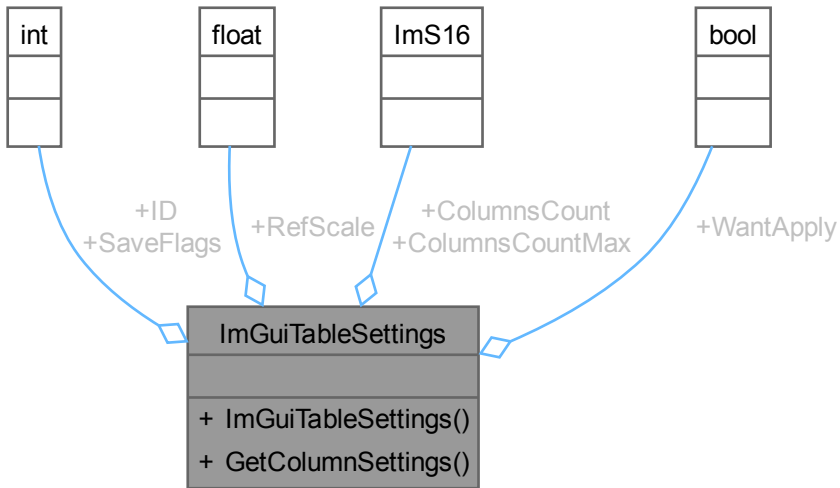 int
float
ImS16
bool
+ID
+SaveFlags
+RefScale
+ColumnsCount
+ColumnsCountMax
+WantApply
ImGuiTableSettings
+ ImGuiTableSettings()
+ GetColumnSettings()